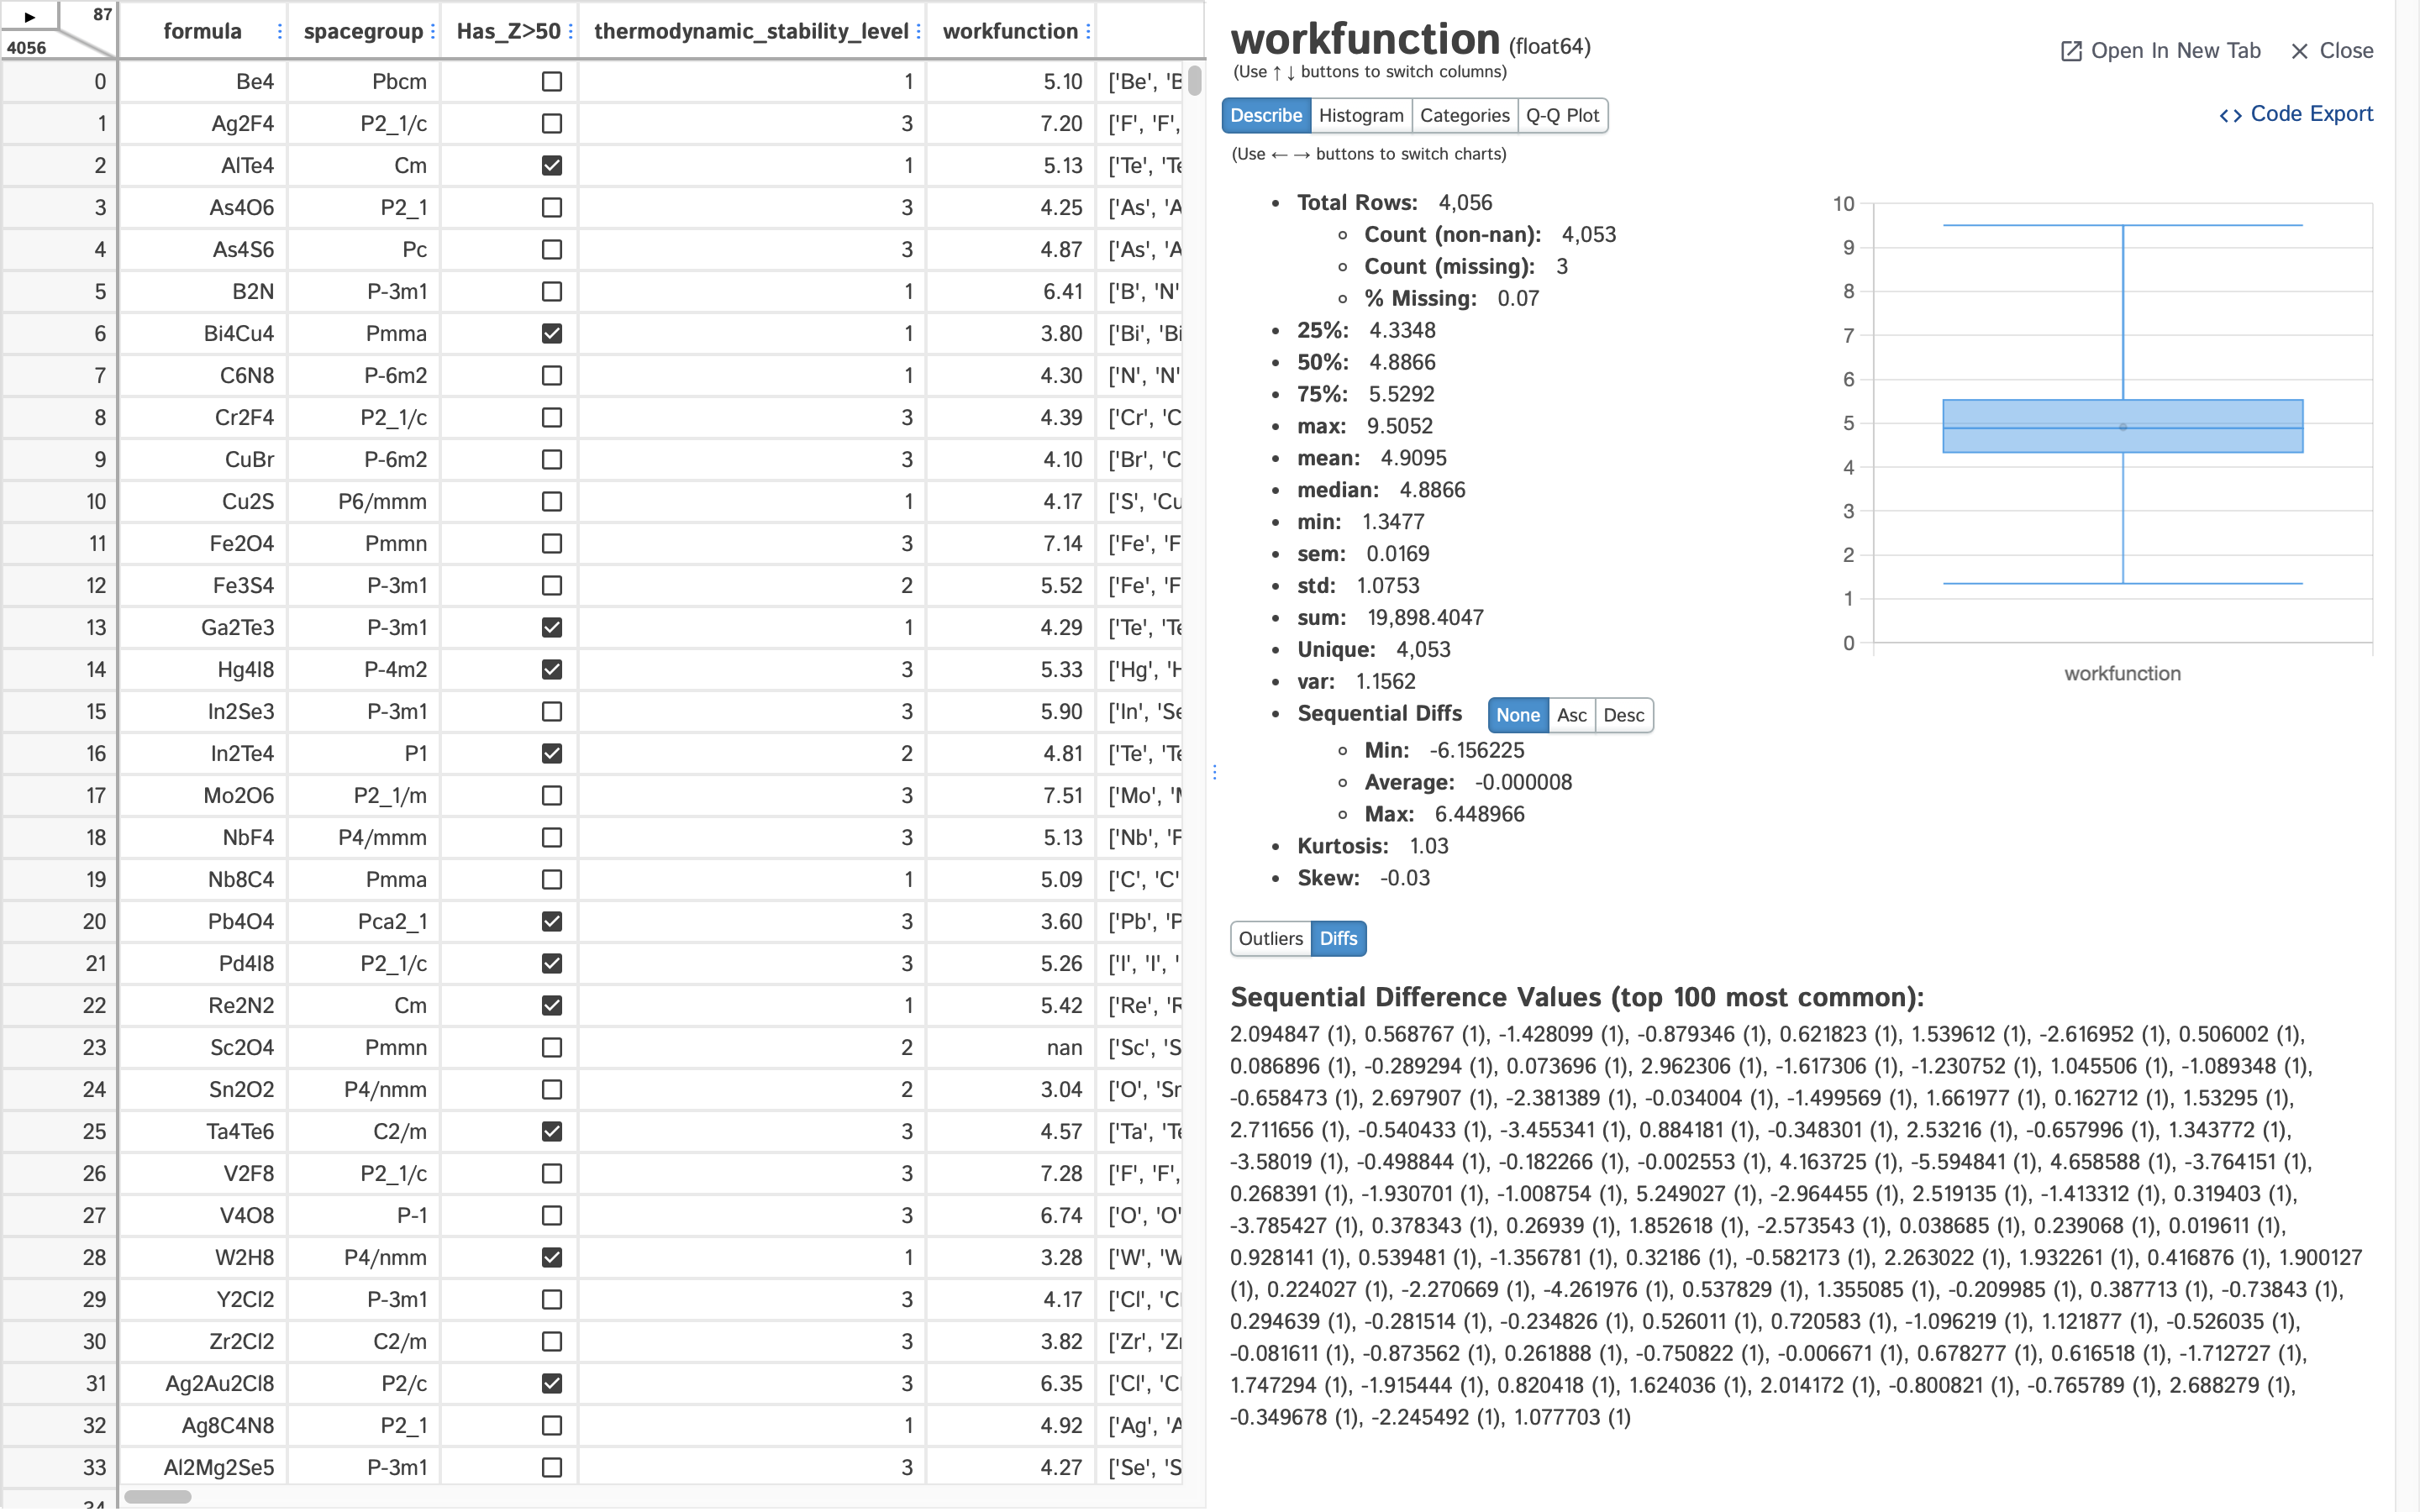 ▶ 87
4056
formula spacegroup Has_Z>50 thermodynamic_stability_level workfunction
0 Be4 Pbcm 1 5.10 ['Be', 'B
1 Ag2F4 P2_1/c 3 7.20 ['F', 'F',
2 AlTe4 Cm 1 5.13 ['Te', 'Te
3 As4O6 P2_1 3 4.25 ['As', 'A
4 As4S6 Pc 3 4.87 ['As', 'A
5 B2N P-3m1 1 6.41 ['B', 'N'
6 Bi4Cu4 Pmma 1 3.80 ['Bi', 'Bi
7 C6N8 P-6m2 1 4.30 ['N', 'N'
8 Cr2F4 P2_1/c 3 4.39 ['Cr', 'C
9 CuBr P-6m2 3 4.10 ['Br', 'C
10 Cu2S P6/mmm 1 4.17 ['S', 'Cu
11 Fe2O4 Pmmn 3 7.14 ['Fe', 'F
12 Fe3S4 P-3m1 2 5.52 ['Fe', 'F
13 Ga2Te3 P-3m1 1 4.29 ['Te', 'Te
14 Hg4I8 P-4m2 3 5.33 ['Hg', 'H
15 In2Se3 P-3m1 3 5.90 ['In', 'Se
16 In2Te4 P1 2 4.81 ['Te', 'Te
17 Mo2O6 P2_1/m 3 7.51 ['Mo', 'M
18 NbF4 P4/mmm 3 5.13 ['Nb', 'F
19 Nb8C4 Pmma 1 5.09 ['C', 'C'
20 Pb4O4 Pca2_1 3 3.60 ['Pb', 'P
21 Pd4I8 P2_1/c 3 5.26 ['I', 'I', '
22 Re2N2 Cm 1 5.42 ['Re', 'R
23 Sc2O4 Pmmn 2 nan ['Sc', 'S
24 Sn2O2 P4/nmm 2 3.04 ['O', 'Sn
25 Ta4Te6 C2/m 3 4.57 ['Ta', 'Te
26 V2F8 P2_1/c 3 7.28 ['F', 'F',
27 V4O8 P-1 3 6.74 ['O', 'O'
28 W2H8 P4/nmm 1 3.28 ['W', 'W
29 Y2Cl2 P-3m1 3 4.17 ['Cl', 'C
30 Zr2Cl2 C2/m 3 3.82 ['Zr', 'Zr
31 Ag2Au2Cl8 P2/c 3 6.35 ['Cl', 'C
32 Ag8C4N8 P2_1 1 4.92 ['Ag', 'A
33 Al2Mg2Se5 P-3m1 3 4.27 ['Se', 'S
34
workfunction (float64)
(Use ↑ ↓ buttons to switch columns)
Open In New Tab × Close
Describe Histogram Categories Q-Q Plot
<> Code Export
(Use ← → buttons to switch charts)
• Total Rows: 4,056
Count (non-nan): 4,053
Count (missing): 3
% Missing: 0.07
• 25%: 4.3348
• 50%: 4.8866
• 75%: 5.5292
• max: 9.5052
• mean: 4.9095
• median: 4.8866
• min: 1.3477
• sem: 0.0169
• std: 1.0753
• sum: 19,898.4047
• Unique: 4,053
• var: 1.1562
• Sequential Diffs None Asc Desc
Min: -6.156225
Average: -0.000008
Max: 6.448966
• Kurtosis: 1.03
• Skew: -0.03
10
9
8
7
6
5
4
3
2
1
0
workfunction
Outliers Diffs
Sequential Difference Values (top 100 most common):
2.094847 (1), 0.568767 (1), -1.428099 (1), -0.879346 (1), 0.621823 (1), 1.539612 (1), -2.616952 (1), 0.506002 (1),
0.086896 (1), -0.289294 (1), 0.073696 (1), 2.962306 (1), -1.617306 (1), -1.230752 (1), 1.045506 (1), -1.089348 (1),
-0.658473 (1), 2.697907 (1), -2.381389 (1), -0.034004 (1), -1.499569 (1), 1.661977 (1), 0.162712 (1), 1.53295 (1),
2.711656 (1), -0.540433 (1), -3.455341 (1), 0.884181 (1), -0.348301 (1), 2.53216 (1), -0.657996 (1), 1.343772 (1),
-3.58019 (1), -0.498844 (1), -0.182266 (1), -0.002553 (1), 4.163725 (1), -5.594841 (1), 4.658588 (1), -3.764151 (1),
0.268391 (1), -1.930701 (1), -1.008754 (1), 5.249027 (1), -2.964455 (1), 2.519135 (1), -1.413312 (1), 0.319403 (1),
-3.785427 (1), 0.378343 (1), 0.26939 (1), 1.852618 (1), -2.573543 (1), 0.038685 (1), 0.239068 (1), 0.019611 (1),
0.928141 (1), 0.539481 (1), -1.356781 (1), 0.32186 (1), -0.582173 (1), 2.263022 (1), 1.932261 (1), 0.416876 (1), 1.900127
(1), 0.224027 (1), -2.270669 (1), -4.261976 (1), 0.537829 (1), 1.355085 (1), -0.209985 (1), 0.387713 (1), -0.73843 (1),
0.294639 (1), -0.281514 (1), -0.234826 (1), 0.526011 (1), 0.720583 (1), -1.096219 (1), 1.121877 (1), -0.526035 (1),
-0.081611 (1), -0.873562 (1), 0.261888 (1), -0.750822 (1), -0.006671 (1), 0.678277 (1), 0.616518 (1), -1.712727 (1),
1.747294 (1), -1.915444 (1), 0.820418 (1), 1.624036 (1), 2.014172 (1), -0.800821 (1), -0.765789 (1), 2.688279 (1),
-0.349678 (1), -2.245492 (1), 1.077703 (1)